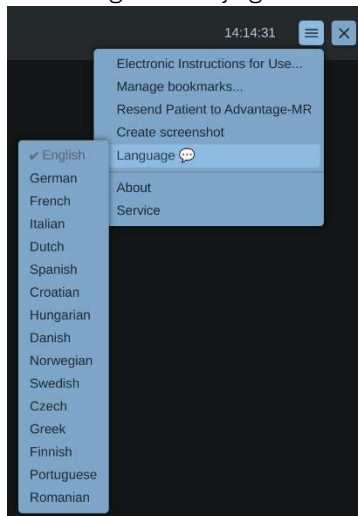 14:14:31
Electronic Instructions for Use...
Manage bookmarks...
Resend Patient to Advantage-MR
Create screenshot
Language 💬
About
Service
✔ English
German
French
Italian
Dutch
Spanish
Croatian
Hungarian
Danish
Norwegian
Swedish
Czech
Greek
Finnish
Portuguese
Romanian